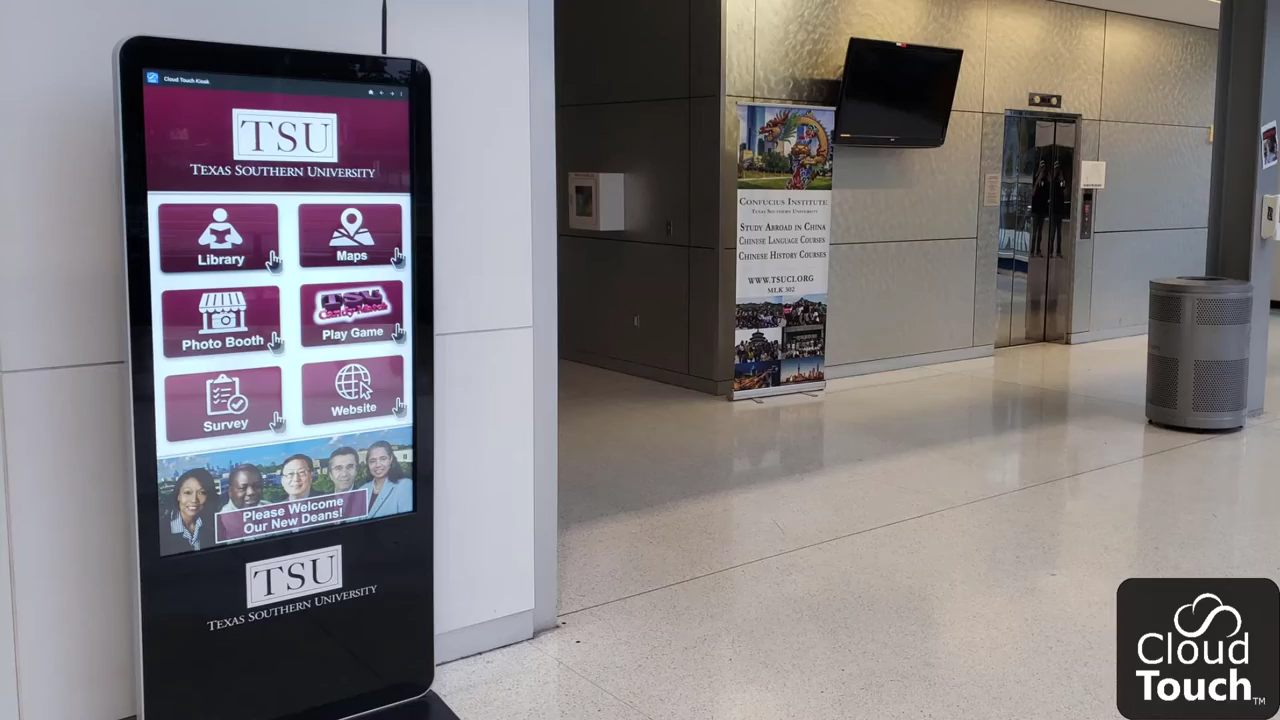 Cloud Touch Kiosk
TSU
TEXAS SOUTHERN UNIVERSITY
Library
Maps
Photo Booth
TSU
Play Game
Survey
Website
Please Welcome
Our New Deans!
TSU
TEXAS SOUTHERN UNIVERSITY
CONFUCIUS INSTITUTE
TEXAS SOUTHERN UNIVERSITY
STUDY ABROAD IN CHINA
CHINESE LANGUAGE COURSES
CHINESE HISTORY COURSES
WWW.TSUCI.ORG
MLK 302
Cloud
Touch™